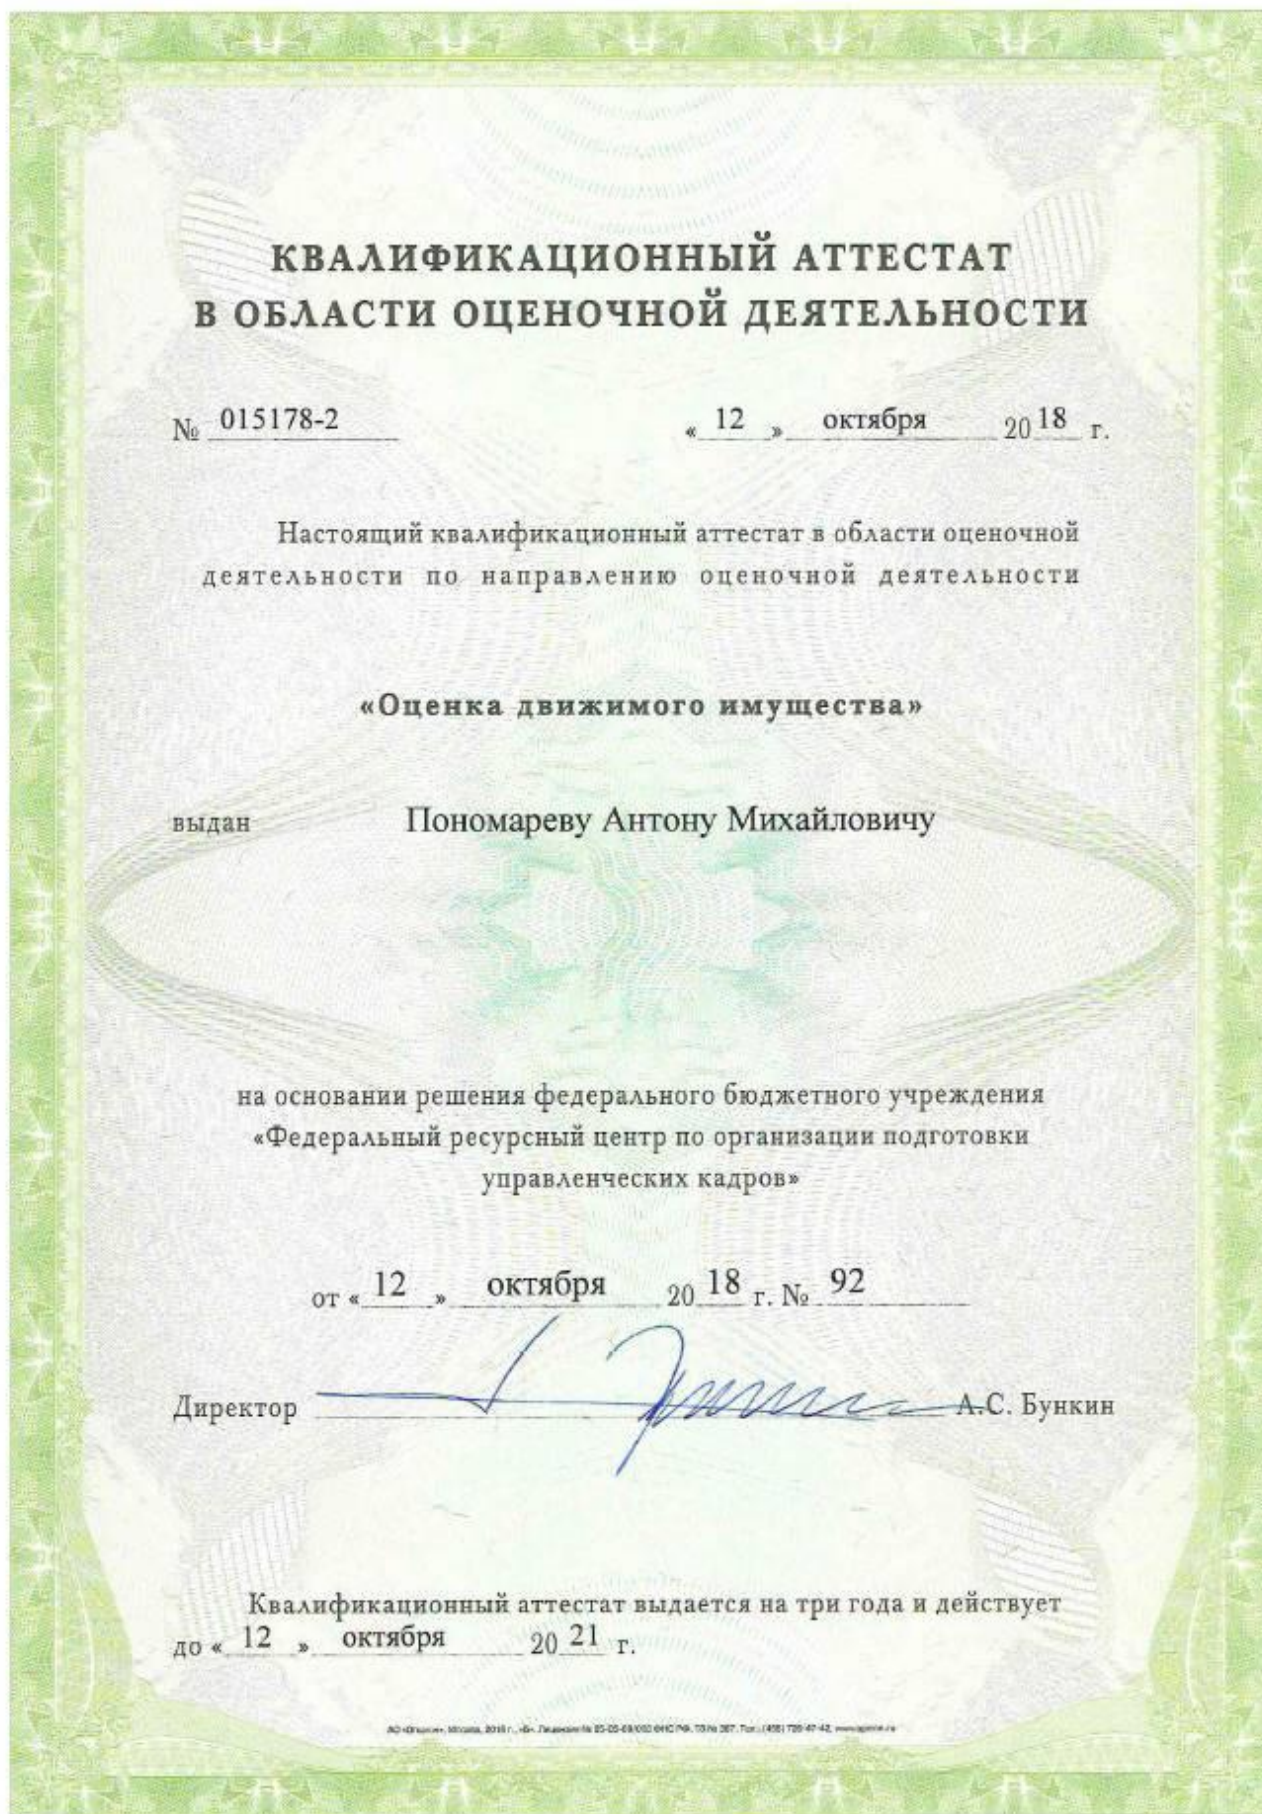 КВАЛИФИКАЦИОННЫЙ АТТЕСТАТ
В ОБЛАСТИ ОЦЕНОЧНОЙ ДЕЯТЕЛЬНОСТИ
№ 015178-2 « 12 » октября 20 18 г.
Настоящий квалификационный аттестат в области оценочной
деятельности по направлению оценочной деятельности
«Оценка движимого имущества»
выдан Пономареву Антону Михайловичу
на основании решения федерального бюджетного учреждения
«Федеральный ресурсный центр по организации подготовки
управленческих кадров»
от « 12 » октября 20 18 г. № 92
Директор А.С. Бункин
Квалификационный аттестат выдается на три года и действует
до « 12 » октября 20 21 г.